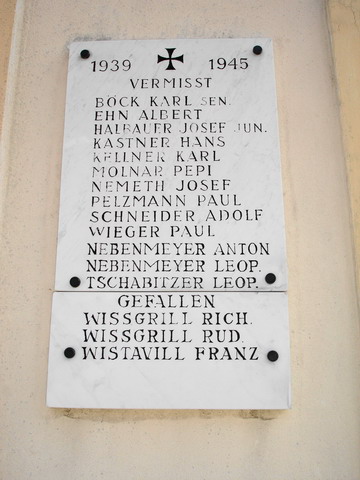 1939 1945
VERMISST
BÖCK KARL SEN.
EHN ALBERT
HALBAUER JOSEF JUN.
KASTNER HANS
KELLNER KARL
MOLNAR PEPI
NEMETH JOSEF
PELZMANN PAUL
SCHNEIDER ADOLF
WIEGER PAUL
NEBENMEYER ANTON
NEBENMEYER LEOP.
TSCHABITZER LEOP.
GEFALLEN
WISSGRILL RICH.
WISSGRILL RUD.
WISTAVILL FRANZ